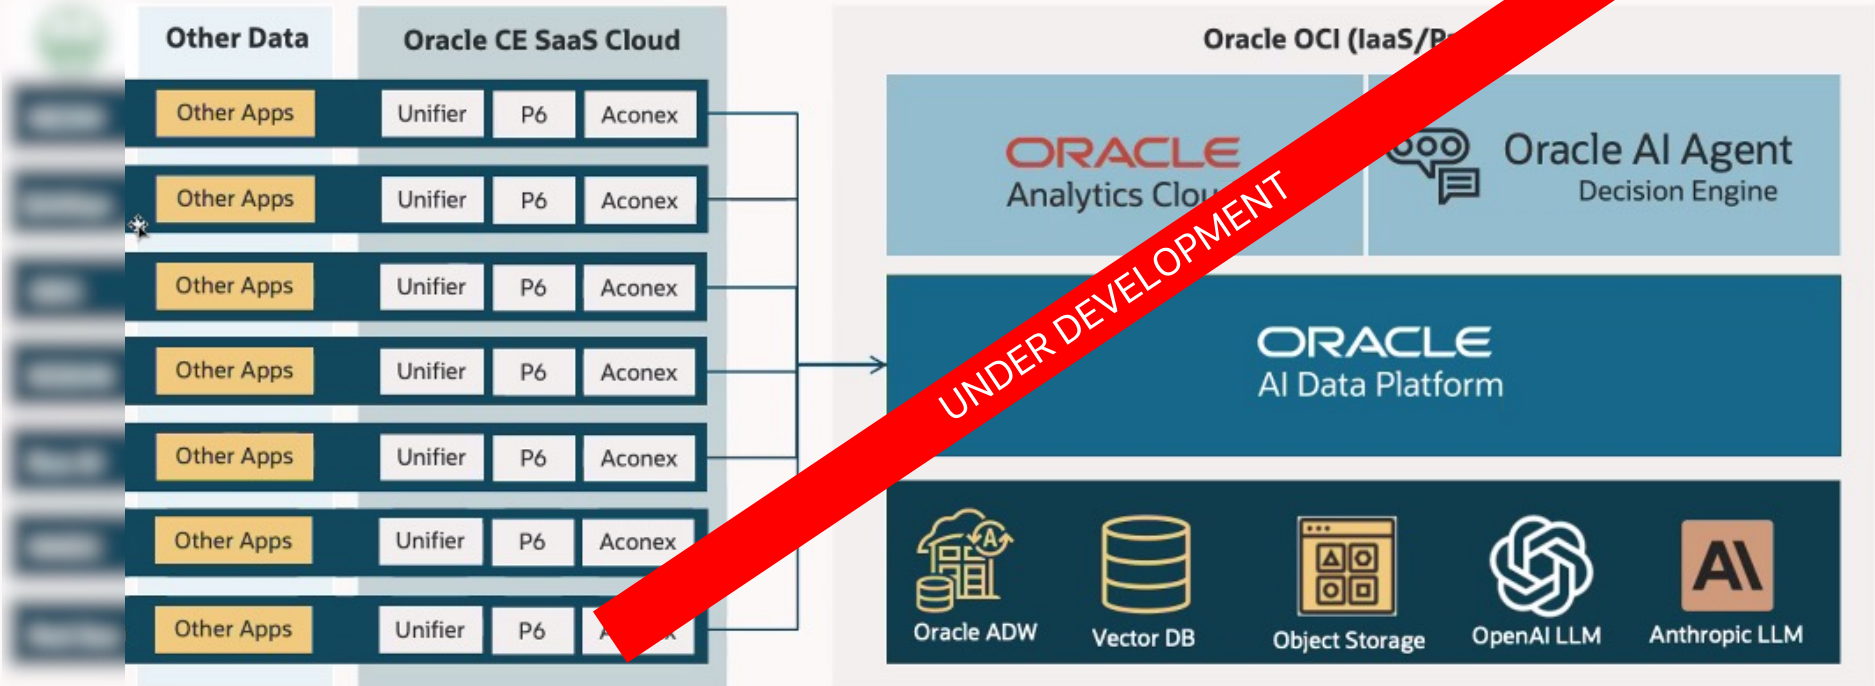 Other Data
Oracle CE SaaS Cloud
Oracle OCI (IaaS/P
Other Apps Unifier P6 Aconex
Other Apps Unifier P6 Aconex
Other Apps Unifier P6 Aconex
Other Apps Unifier P6 Aconex
Other Apps Unifier P6 Aconex
Other Apps Unifier P6 Aconex
Other Apps Unifier P6
ORACLE
Analytics Clou
Oracle AI Agent
Decision Engine
UNDER DEVELOPMENT
ORACLE
AI Data Platform
A
Oracle ADW
Vector DB
Object Storage
OpenAI LLM
AI
Anthropic LLM